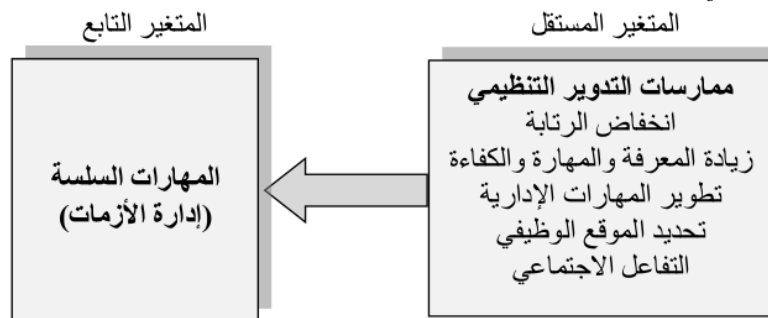 المتغير المستقل
المتغير التابع
ممارسات التدوير التنظيمي
انخفاض الرتابة
زيادة المعرفة والمهارة والكفاءة
تطوير المهارات الإدارية
تحديد الموقع الوظيفي
التفاعل الاجتماعي
المهارات السلسة
(إدارة الأزمات)